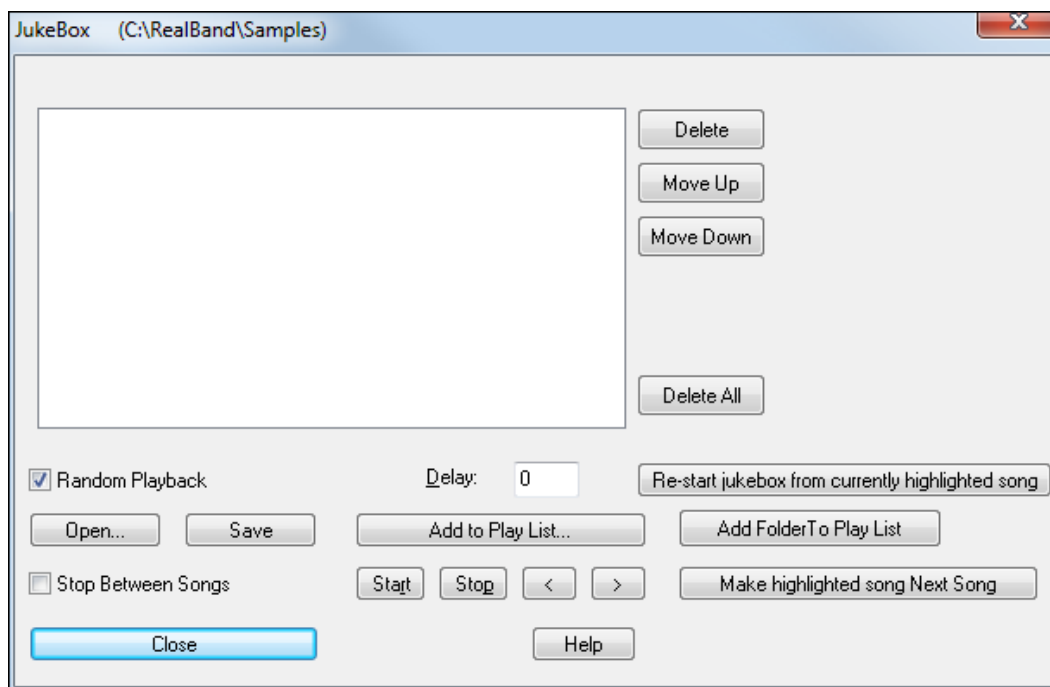 JukeBox (C:\RealBand\Samples)
Delete
Move Up
Move Down
Delete All
Random Playback Delay: 0 Re-start jukebox from currently highlighted song
Open... Save Add to Play List... Add FolderTo Play List
Stop Between Songs Start Stop < > Make highlighted song Next Song
Close Help